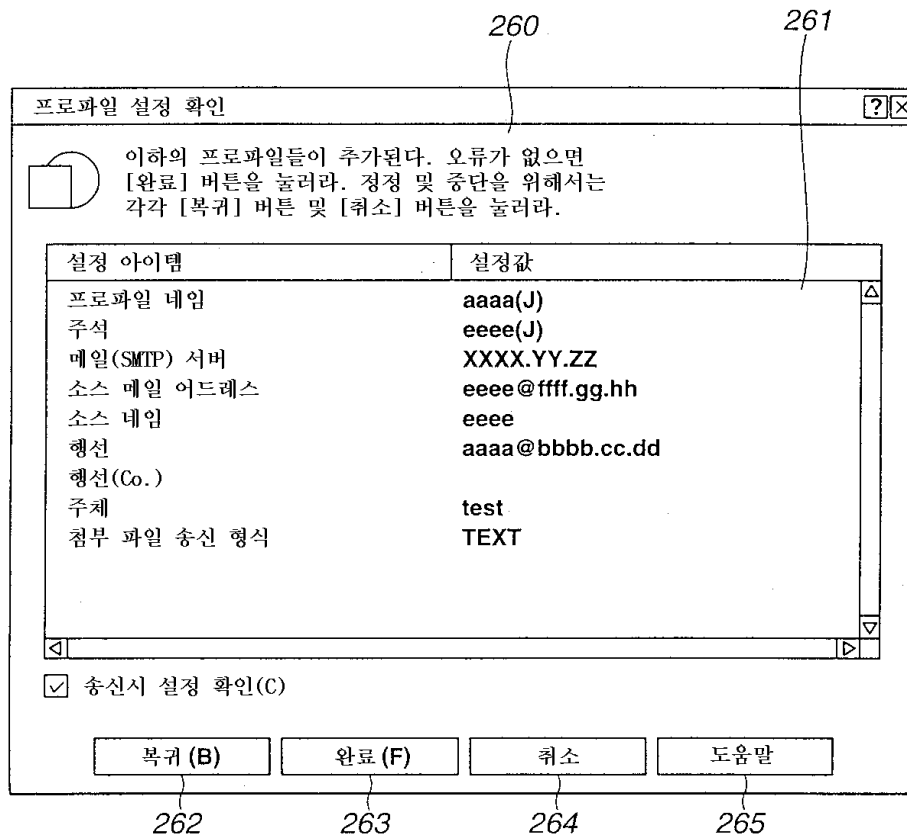 260
261
프로파일 설정 확인
?
이하의 프로파일들이 추가된다. 오류가 없으면
[완료] 버튼을 눌러라. 정정 및 중단을 위해서는
각각 [복귀] 버튼 및 [취소] 버튼을 눌러라.
설정 아이템 설정값
프로파일 네임 aaaa(J)
주석 eeee(J)
메일(SMTP) 서버 XXXX.YY.ZZ
소스 메일 어드레스 eeee@ffff.gg.hh
소스 네임 eeee
행선 aaaa@bbbb.cc.dd
행선(Co.)
주체 test
첨부 파일 송신 형식 TEXT
송신시 설정 확인(C)
복귀 (B) 완료 (F) 취소 도움말
262 263 264 265